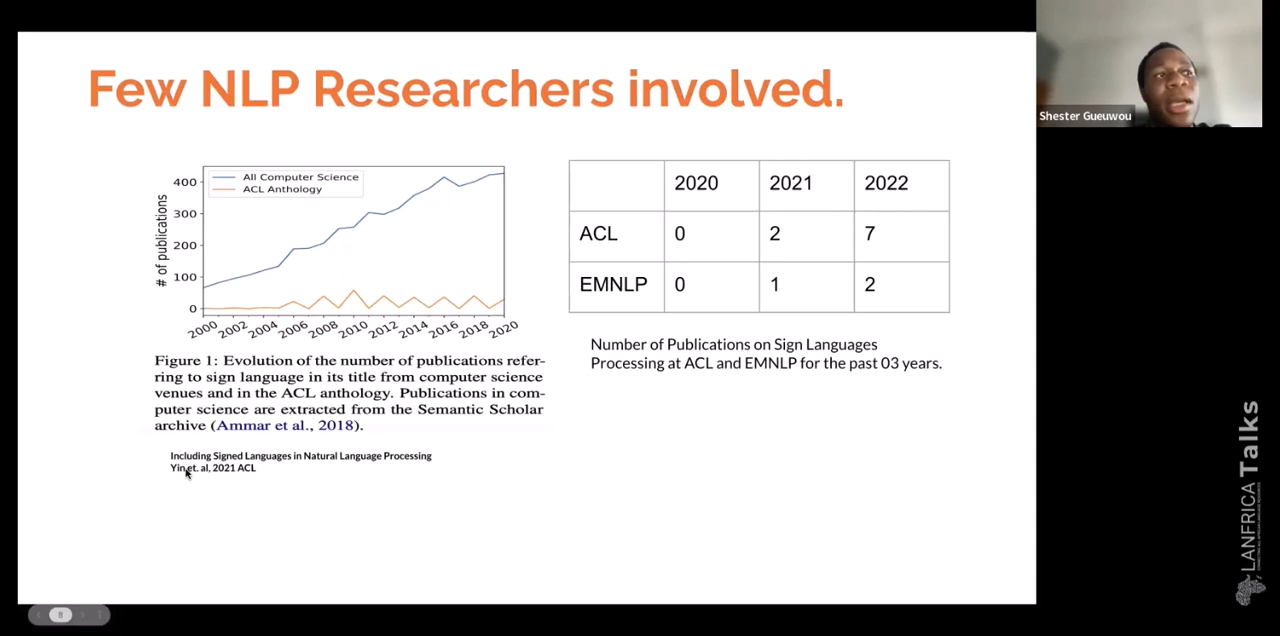 Few NLP Researchers involved.
Shester Gueuwou
All Computer Science
ACL Anthology
# of publications
400
300
200
100
0
2000 2002 2004 2006 2008 2010 2012 2014 2016 2018 2020
Figure 1: Evolution of the number of publications refer-
ring to sign language in its title from computer science
venues and in the ACL anthology. Publications in com-
puter science are extracted from the Semantic Scholar
archive (Ammar et al., 2018).
Including Signed Languages in Natural Language Processing
Yin et. al, 2021 ACL
2020 2021 2022
ACL 0 2 7
EMNLP 0 1 2
Number of Publications on Sign Languages
Processing at ACL and EMNLP for the past 03 years.
8
LANFRICA Talks